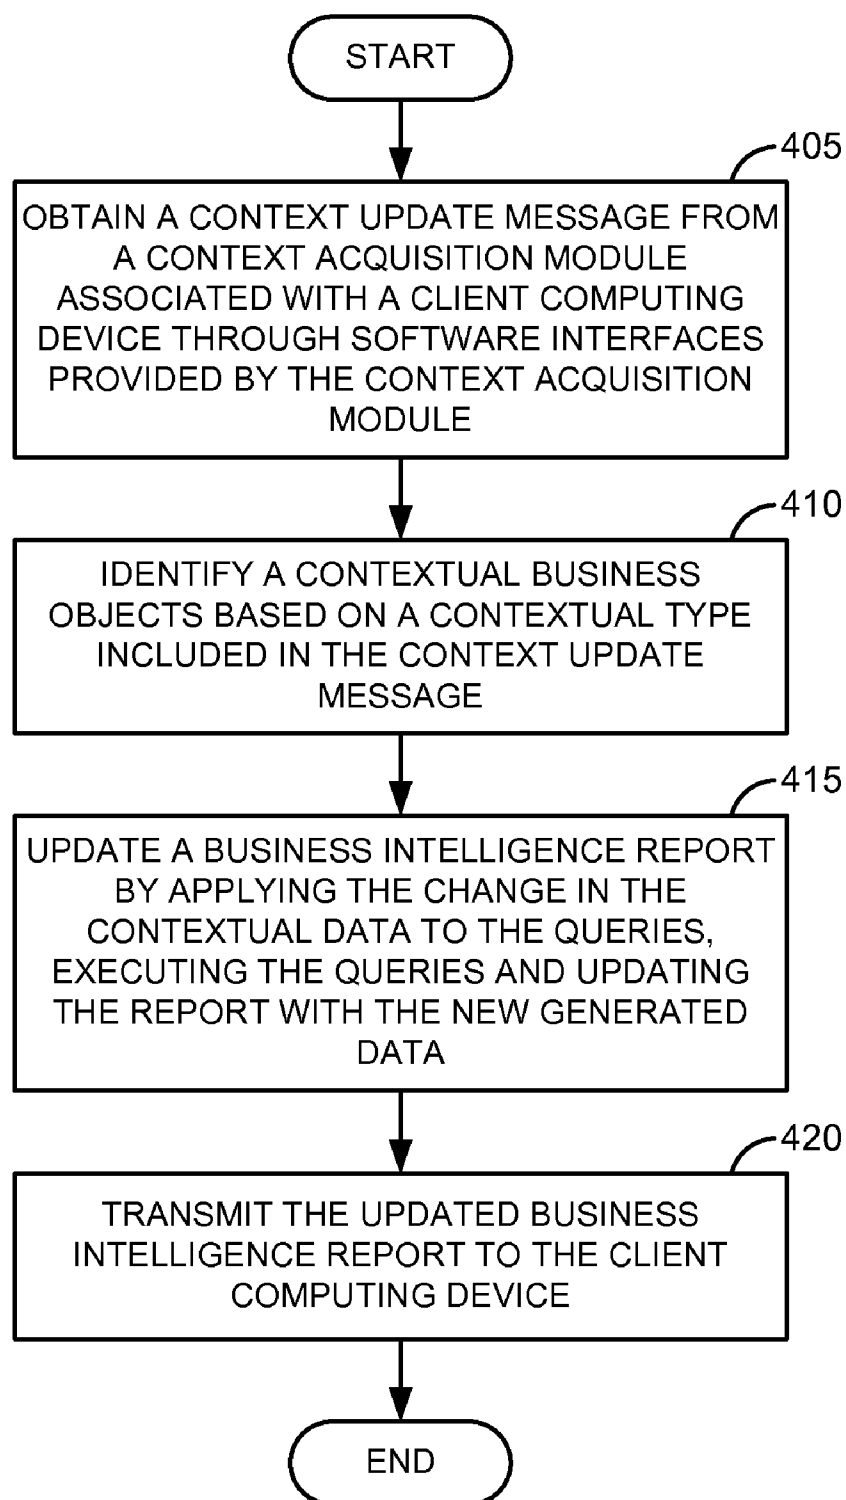 START
405
OBTAIN A CONTEXT UPDATE MESSAGE FROM
A CONTEXT ACQUISITION MODULE
ASSOCIATED WITH A CLIENT COMPUTING
DEVICE THROUGH SOFTWARE INTERFACES
PROVIDED BY THE CONTEXT ACQUISITION
MODULE
410
IDENTIFY A CONTEXTUAL BUSINESS
OBJECTS BASED ON A CONTEXTUAL TYPE
INCLUDED IN THE CONTEXT UPDATE
MESSAGE
415
UPDATE A BUSINESS INTELLIGENCE REPORT
BY APPLYING THE CHANGE IN THE
CONTEXTUAL DATA TO THE QUERIES,
EXECUTING THE QUERIES AND UPDATING
THE REPORT WITH THE NEW GENERATED
DATA
420
TRANSMIT THE UPDATED BUSINESS
INTELLIGENCE REPORT TO THE CLIENT
COMPUTING DEVICE
END